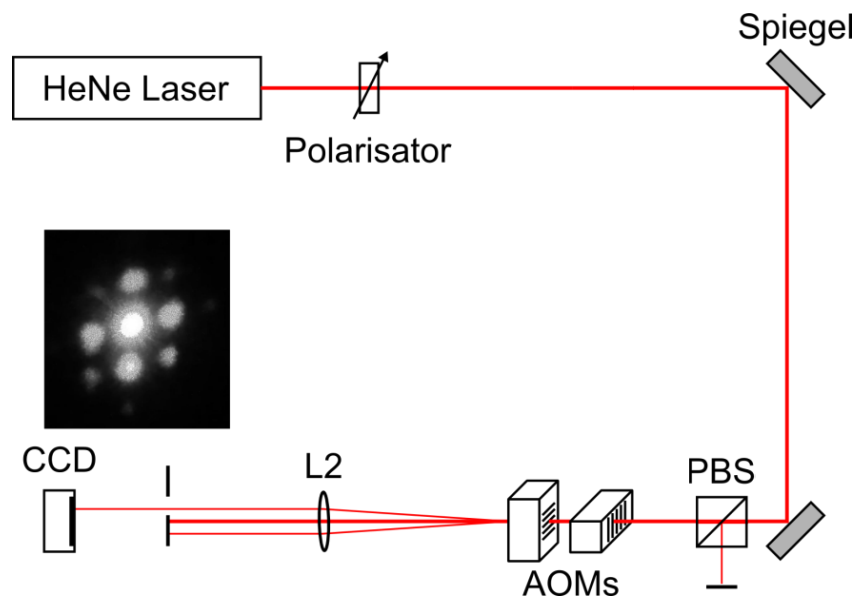 Spiegel
HeNe Laser
Polarisator
CCD
L2
PBS
AOMs